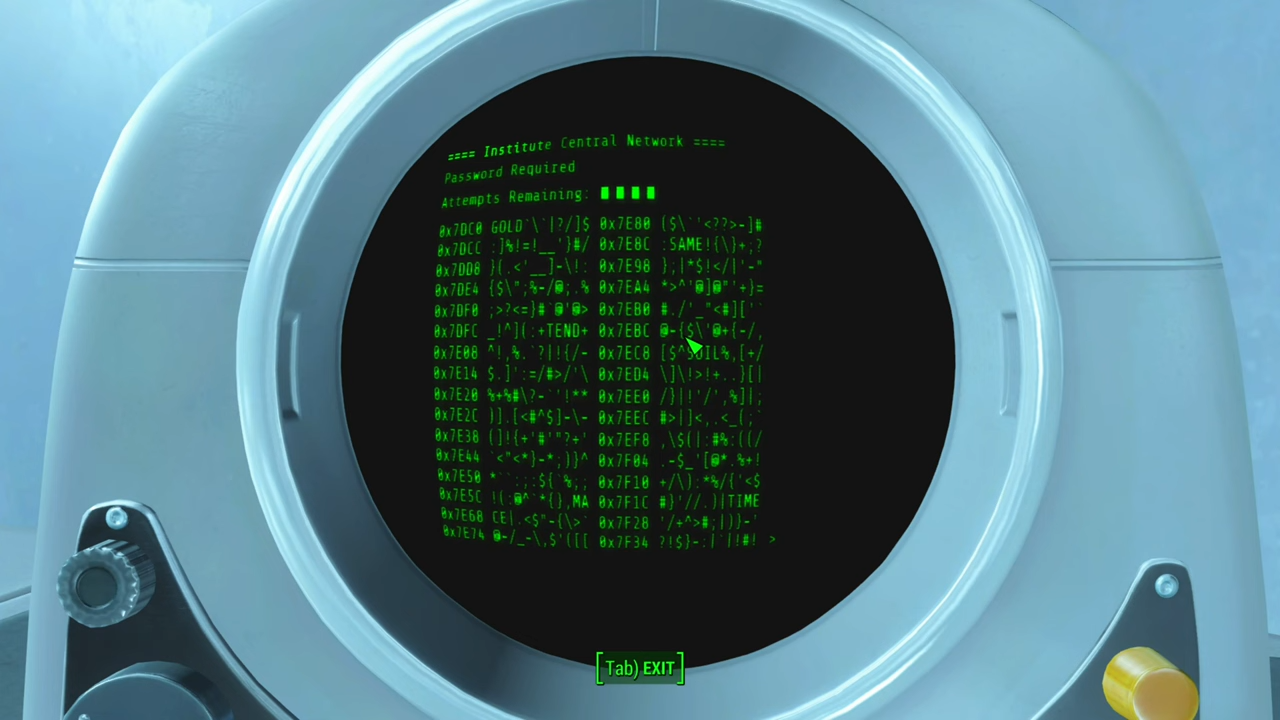 ==== Institute Central Network ====
Password Required
Attempts Remaining: ■ ■ ■ ■
0x7DC0 GOLD`\`|?/]$ 0x7E80 ($\`'<??>-]#
0x7DCC :]%!=!__'}#/ 0x7E8C :SAME!{\}+;?
0x7DD8 }(.<'__]-\!: 0x7E98 };|*$!</|'-"
0x7DE4 {$\";%-/@;.% 0x7EA4 *>^'@]@"'+}=
0x7DF0 ;>?<=}#`@'@> 0x7EB0 #./'_"<#]['`
0x7DFC _!^](:+TEND+ 0x7EBC @-{$\'@+{-/,
0x7E08 ^!,%.`?|!{/- 0x7EC8 [$^SOIL%,[+/
0x7E14 $.]':=/#>/'\ 0x7ED4 \]\!>!+..}[|
0x7E20 %+%#\?-`'!** 0x7EE0 /}|!'/',%]|;
0x7E2C )].[<#^$]-\- 0x7EEC #>|]<,.<_(;`
0x7E38 (]!{+'#'"?+' 0x7EF8 ,\$(|:#%:((/
0x7E44 `<"<*}-*;)}^ 0x7F04 .-$_'[@*.%+!
0x7E50 *``:;:${`%;; 0x7F10 +/\):*%/{'<$
0x7E5C !(:@^`*{},MA 0x7F1C #}'//.)|TIME
0x7E68 CE|.<$"-{\>` 0x7F28 '/+^>#;|)}-'
0x7E74 @-/_-\,$'([[ 0x7F34 ?!$}-:|`|!#! >
Tab) EXIT